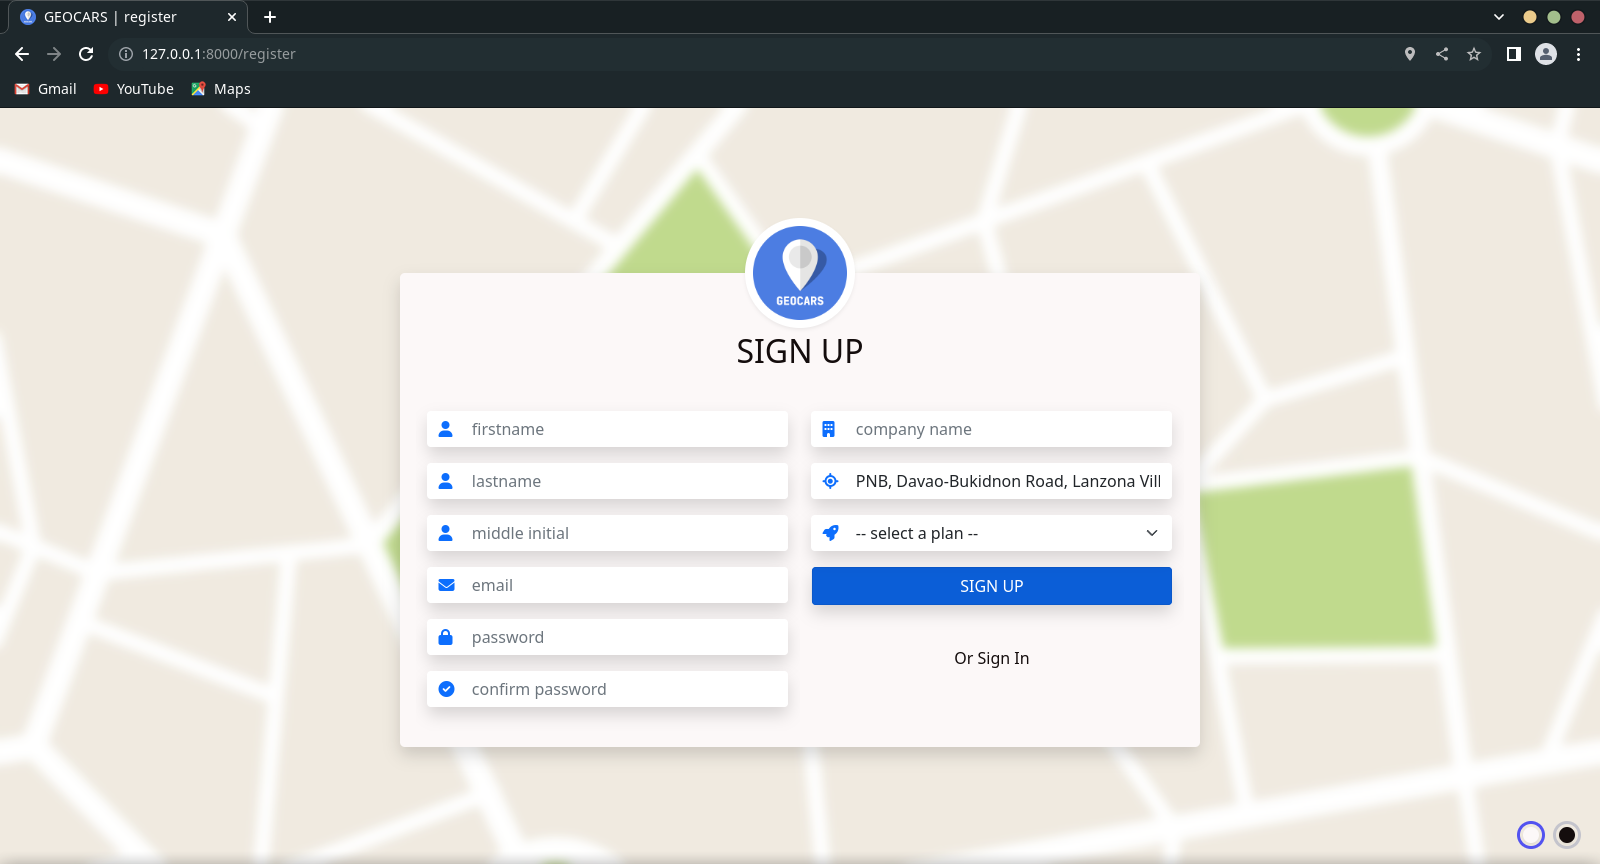 GEOCARS | register
127.0.0.1:8000/register
Gmail
YouTube
Maps
GEOCARS
SIGN UP
firstname
lastname
middle initial
email
password
confirm password
company name
PNB, Davao-Bukidnon Road, Lanzona Vill
-- select a plan --
SIGN UP
Or Sign In